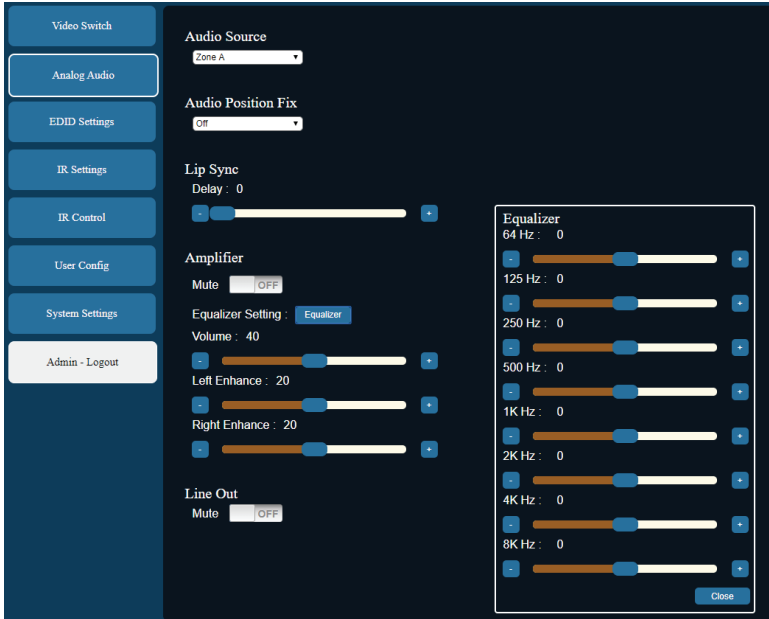 Video Switch
Analog Audio
EDID Settings
IR Settings
IR Control
User Config
System Settings
Admin - Logout
Audio Source
Zone A
Audio Position Fix
Off
Lip Sync
Delay : 0
- +
Amplifier
Mute OFF
Equalizer Setting : Equalizer
Volume : 40
- +
Left Enhance : 20
- +
Right Enhance : 20
- +
Line Out
Mute OFF
Equalizer
64 Hz : 0
- +
125 Hz : 0
- +
250 Hz : 0
- +
500 Hz : 0
- +
1K Hz : 0
- +
2K Hz : 0
- +
4K Hz : 0
- +
8K Hz : 0
- +
Close